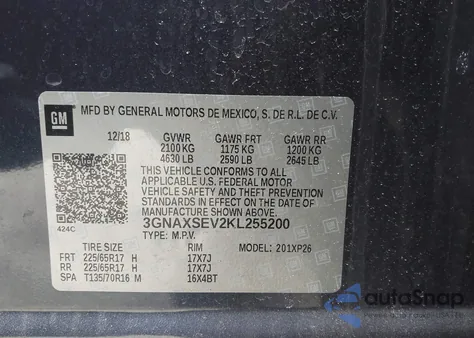 GM
MFD BY GENERAL MOTORS DE MEXICO, S. DE R.L. DE C.V.
12/18 GVWR GAWR FRT GAWR RR
2100 KG 1175 KG 1200 KG
4630 LB 2590 LB 2645 LB
THIS VEHICLE CONFORMS TO ALL
APPLICABLE U.S. FEDERAL MOTOR
VEHICLE SAFETY AND THEFT PREVENTION
STANDARDS IN EFFECT ON THE DATE OF
MANUFACTURE SHOWN ABOVE.
424C
3GNAXSEV2KL255200
TYPE: M.P.V.
TIRE SIZE RIM MODEL: 201XP26
FRT 225/65R17 H 17X7J
RR 225/65R17 H 17X7J
SPA T135/70R16 M 16X4BT
autoSnap